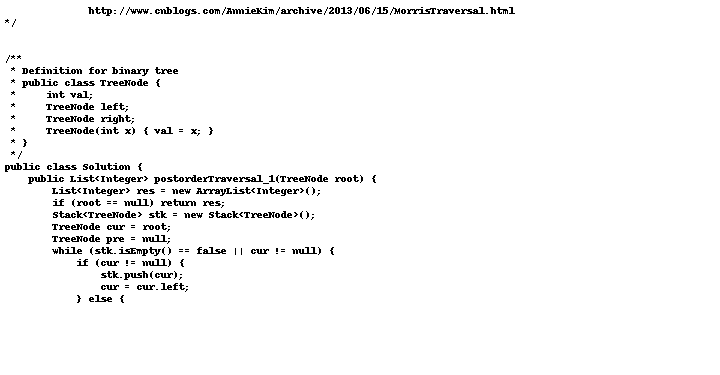 http://www.cnblogs.com/AnnieKim/archive/2013/06/15/MorrisTraversal.html
*/
/**
 * Definition for binary tree
 * public class TreeNode {
 *     int val;
 *     TreeNode left;
 *     TreeNode right;
 *     TreeNode(int x) { val = x; }
 * }
 */
public class Solution {
    public List<Integer> postorderTraversal_1(TreeNode root) {
        List<Integer> res = new ArrayList<Integer>();
        if (root == null) return res;
        Stack<TreeNode> stk = new Stack<TreeNode>();
        TreeNode cur = root;
        TreeNode pre = null;
        while (stk.isEmpty() == false || cur != null) {
            if (cur != null) {
                stk.push(cur);
                cur = cur.left;
            } else {